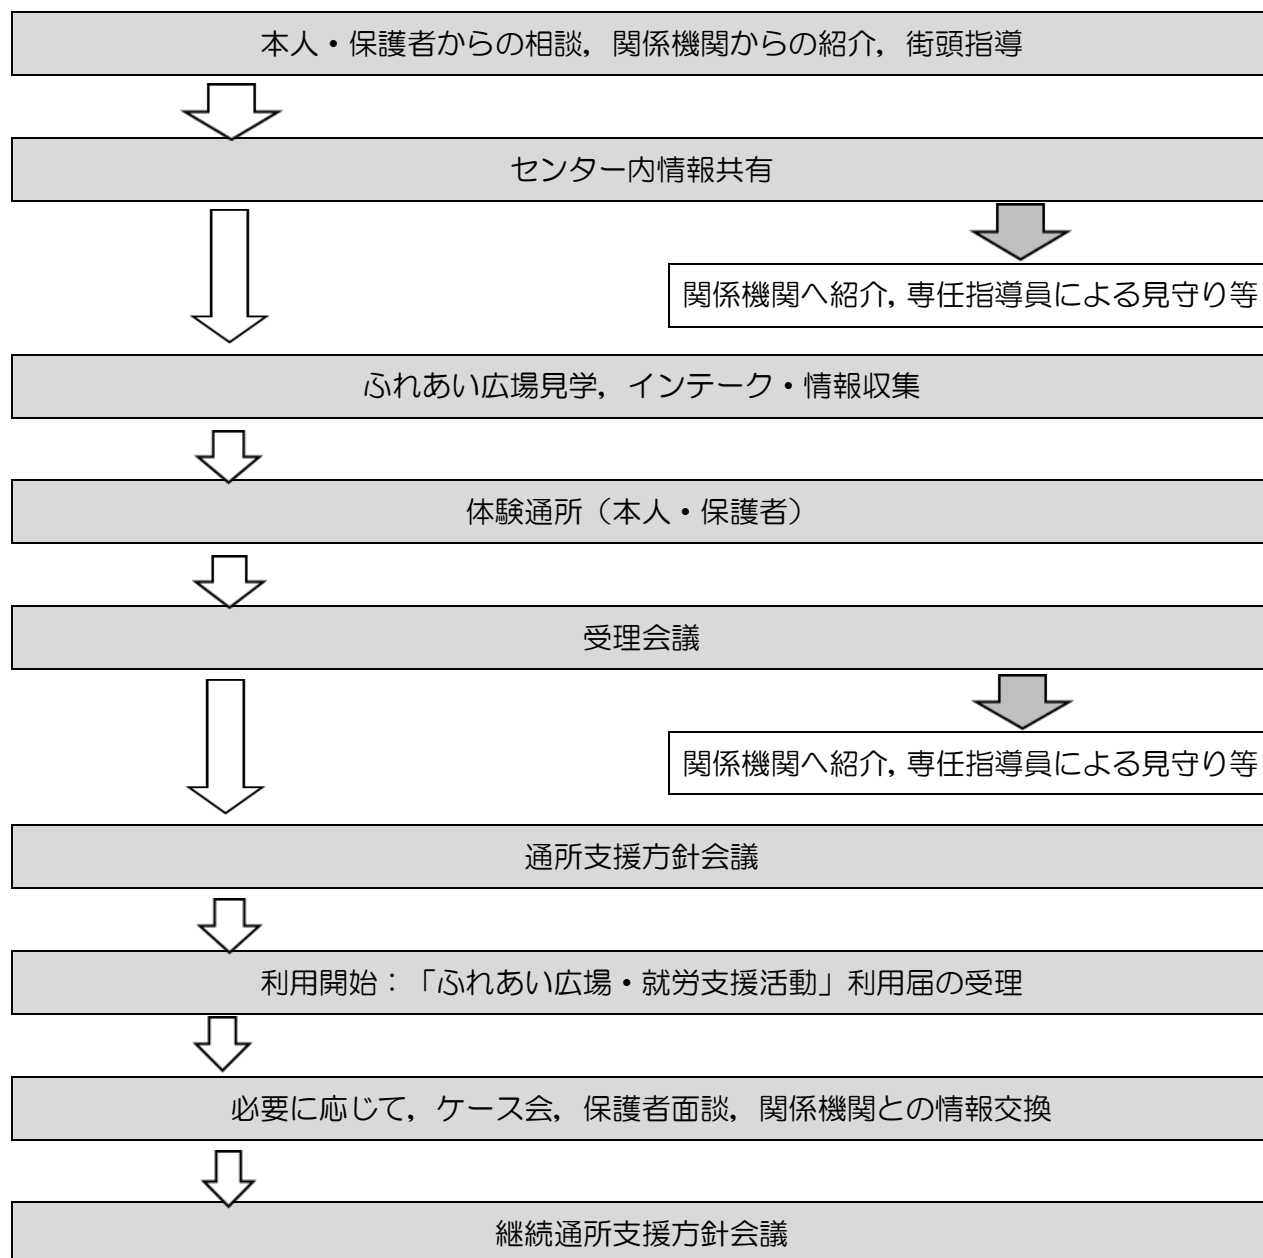 本人・保護者からの相談，関係機関からの紹介，街頭指導
センター内情報共有
関係機関へ紹介，専任指導員による見守り等
ふれあい広場見学，インテーク・情報収集
体験通所（本人・保護者）
受理会議
関係機関へ紹介，専任指導員による見守り等
通所支援方針会議
利用開始：「ふれあい広場・就労支援活動」利用届の受理
必要に応じて，ケース会，保護者面談，関係機関との情報交換
継続通所支援方針会議